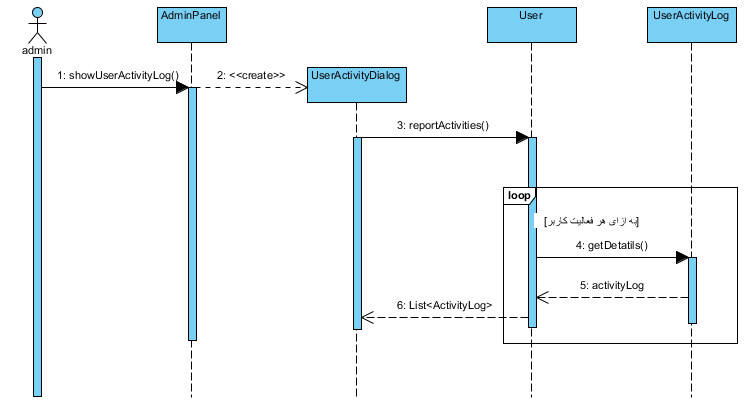 AdminPanel
User
UserActivityLog
admin
1: showUserActivityLog()
2: <<create>>
UserActivityDialog
3: reportActivities()
loop
[به ازای هر فعالیت کاربر]
4: getDetatils()
5: activityLog
6: List<ActivityLog>